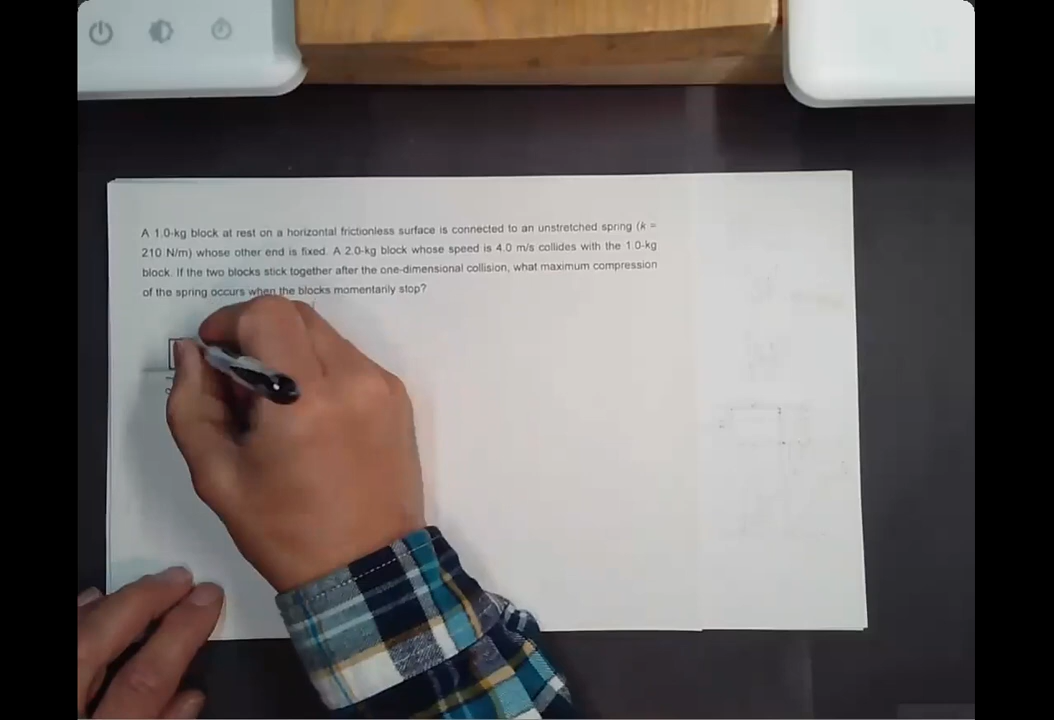 A 1.0-kg block at rest on a horizontal frictionless surface is connected to an unstretched spring (k =
210 N/m) whose other end is fixed. A 2.0-kg block whose speed is 4.0 m/s collides with the 1.0-kg
block. If the two blocks stick together after the one-dimensional collision, what maximum compression
of the spring occurs when the blocks momentarily stop?